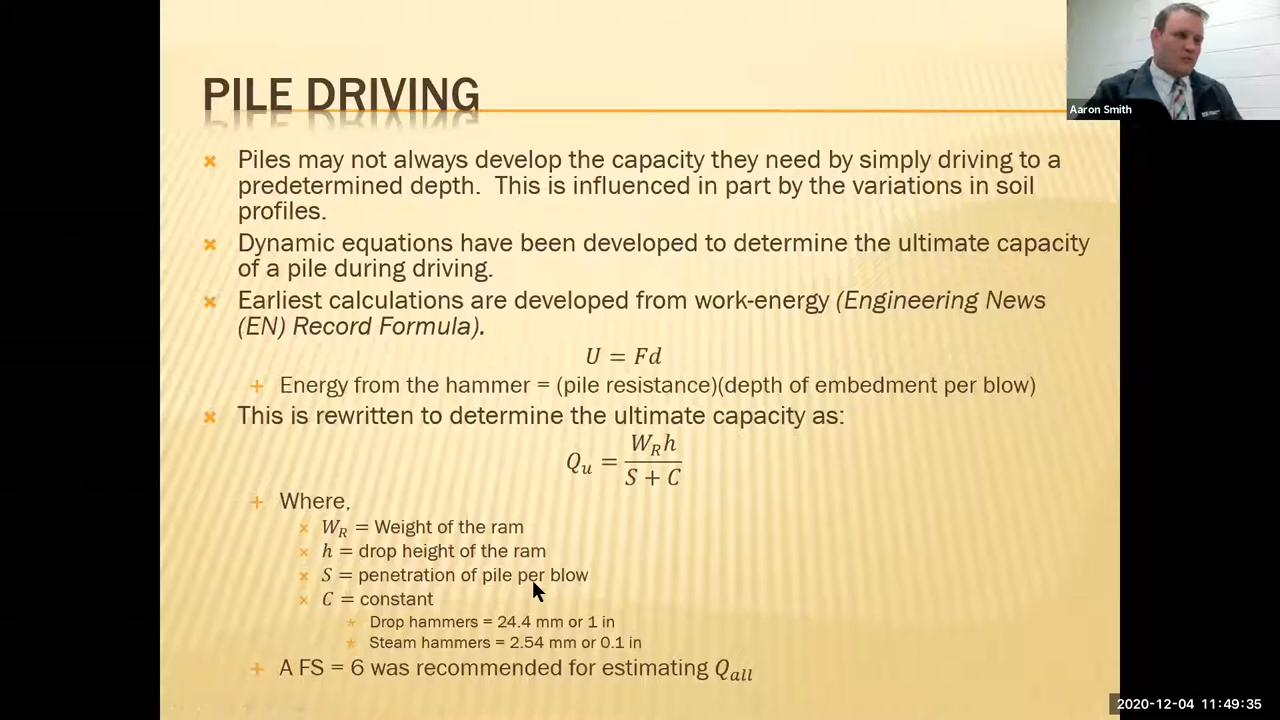 PILE DRIVING
Aaron Smith
Piles may not always develop the capacity they need by simply driving to a
predetermined depth. This is influenced in part by the variations in soil
profiles.
Dynamic equations have been developed to determine the ultimate capacity
of a pile during driving.
Earliest calculations are developed from work-energy (Engineering News
(EN) Record Formula).
U = Fd
Energy from the hammer = (pile resistance)(depth of embedment per blow)
This is rewritten to determine the ultimate capacity as:
Q_u = W_R h / (S + C)
Where,
W_R = Weight of the ram
h = drop height of the ram
S = penetration of pile per blow
C = constant
Drop hammers = 24.4 mm or 1 in
Steam hammers = 2.54 mm or 0.1 in
A FS = 6 was recommended for estimating Q_all
2020-12-04 11:49:35